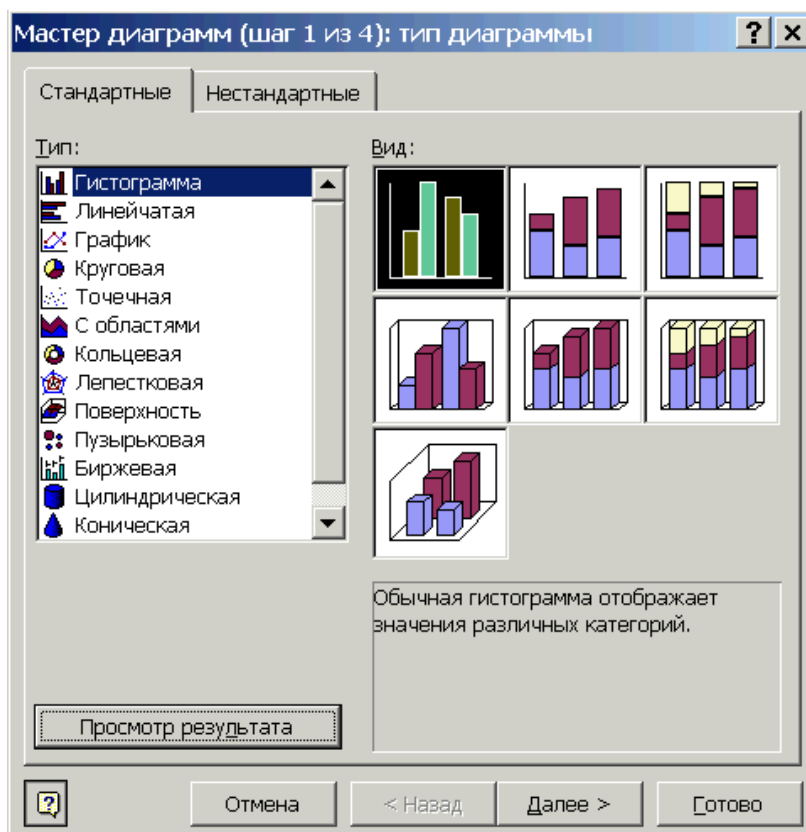 Мастер диаграмм (шаг 1 из 4): тип диаграммы
Стандартные
Нестандартные
Тип:
Гистограмма
Линейчатая
График
Круговая
Точечная
С областями
Кольцевая
Лепестковая
Поверхность
Пузырьковая
Биржевая
Цилиндрическая
Коническая
Вид:
Обычная гистограмма отображает
значения различных категорий.
Просмотр результата
Отмена
< Назад
Далее >
Готово